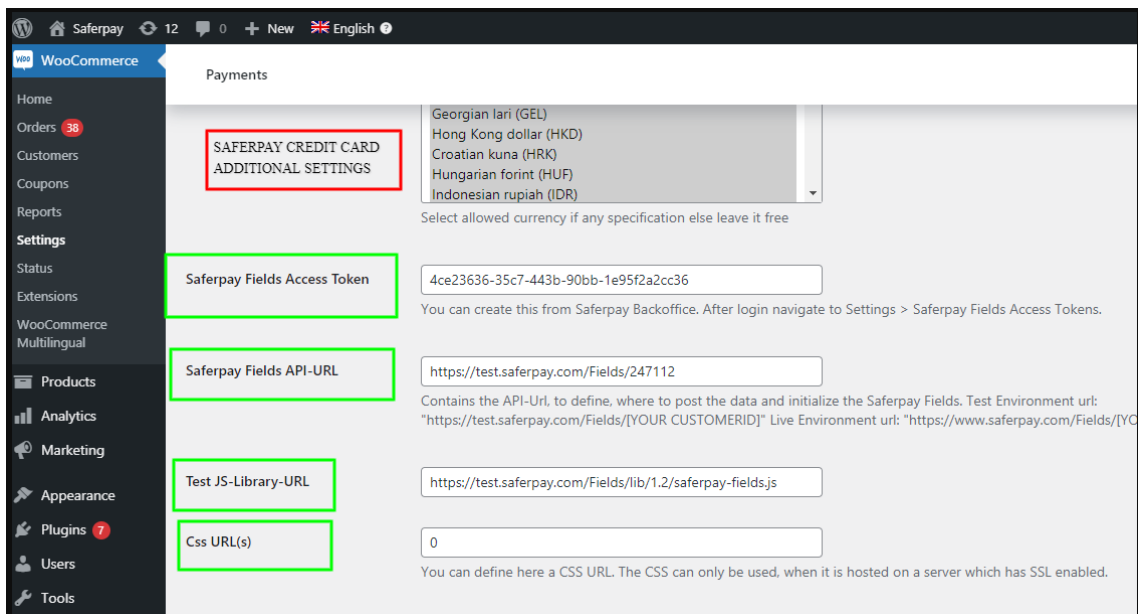 Saferpay 12 0 New English
WooCommerce
Payments
Home
Orders 38
Customers
Coupons
Reports
Settings
Status
Extensions
WooCommerce
Multilingual
Products
Analytics
Marketing
Appearance
Plugins 7
Users
Tools
SAFERPAY CREDIT CARD
ADDITIONAL SETTINGS
Georgian lari (GEL)
Hong Kong dollar (HKD)
Croatian kuna (HRK)
Hungarian forint (HUF)
Indonesian rupiah (IDR)
Select allowed currency if any specification else leave it free
Saferpay Fields Access Token
4ce23636-35c7-443b-90bb-1e95f2a2cc36
You can create this from Saferpay Backoffice. After login navigate to Settings > Saferpay Fields Access Tokens.
Saferpay Fields API-URL
https://test.saferpay.com/Fields/247112
Contains the API-Url, to define, where to post the data and initialize the Saferpay Fields. Test Environment url:
"https://test.saferpay.com/Fields/[YOUR CUSTOMERID]" Live Environment url: "https://www.saferpay.com/Fields/[YO
Test JS-Library-URL
https://test.saferpay.com/Fields/lib/1.2/saferpay-fields.js
Css URL(s)
0
You can define here a CSS URL. The CSS can only be used, when it is hosted on a server which has SSL enabled.